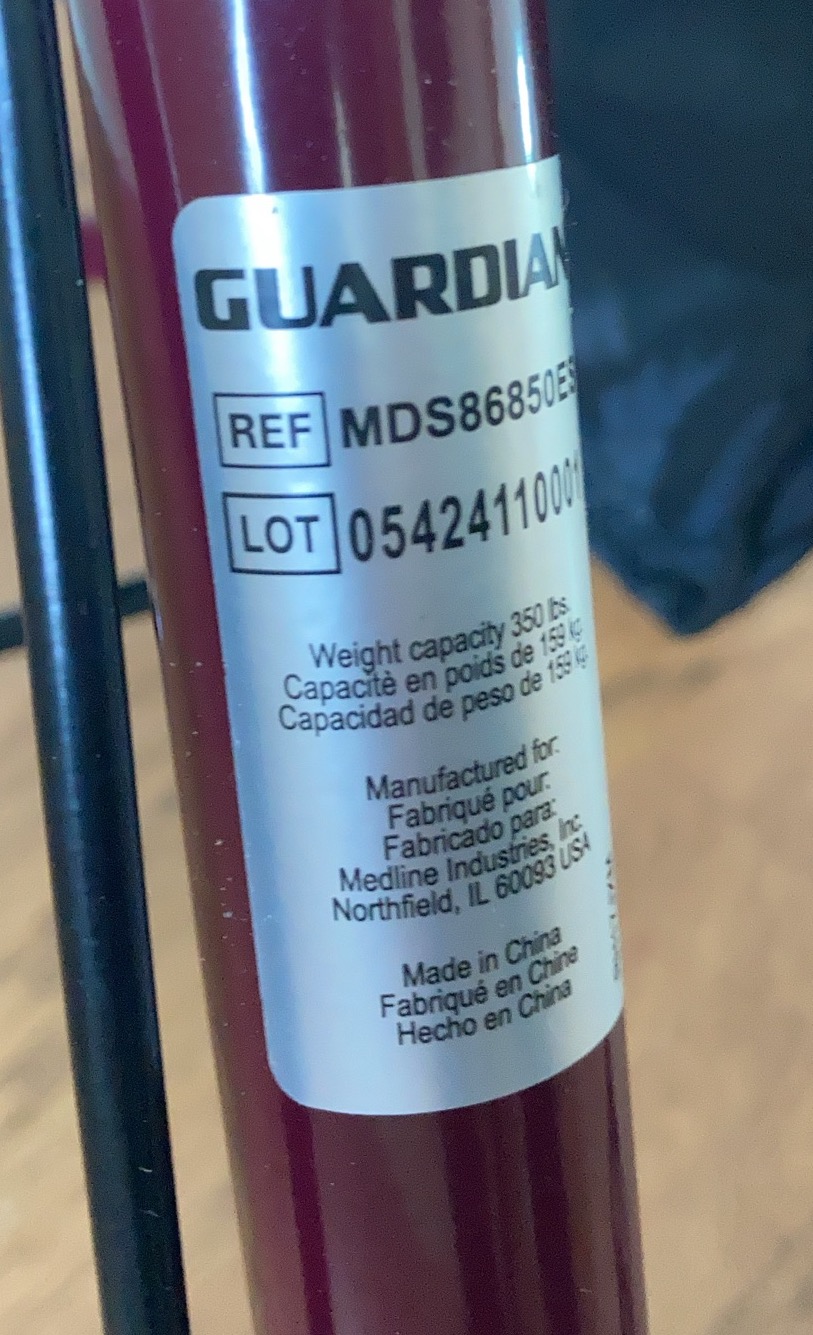 GUARDIAN
REF MDS86850ES
LOT 05424110001
Weight capacity 350 lbs.
Capacitè en poids de 159 kg.
Capacidad de peso de 159 kg.
Manufactured for:
Fabriqué pour:
Fabricado para:
Medline Industries, Inc.
Northfield, IL 60093 USA
Made in China
Fabriqué en Chine
Hecho en China